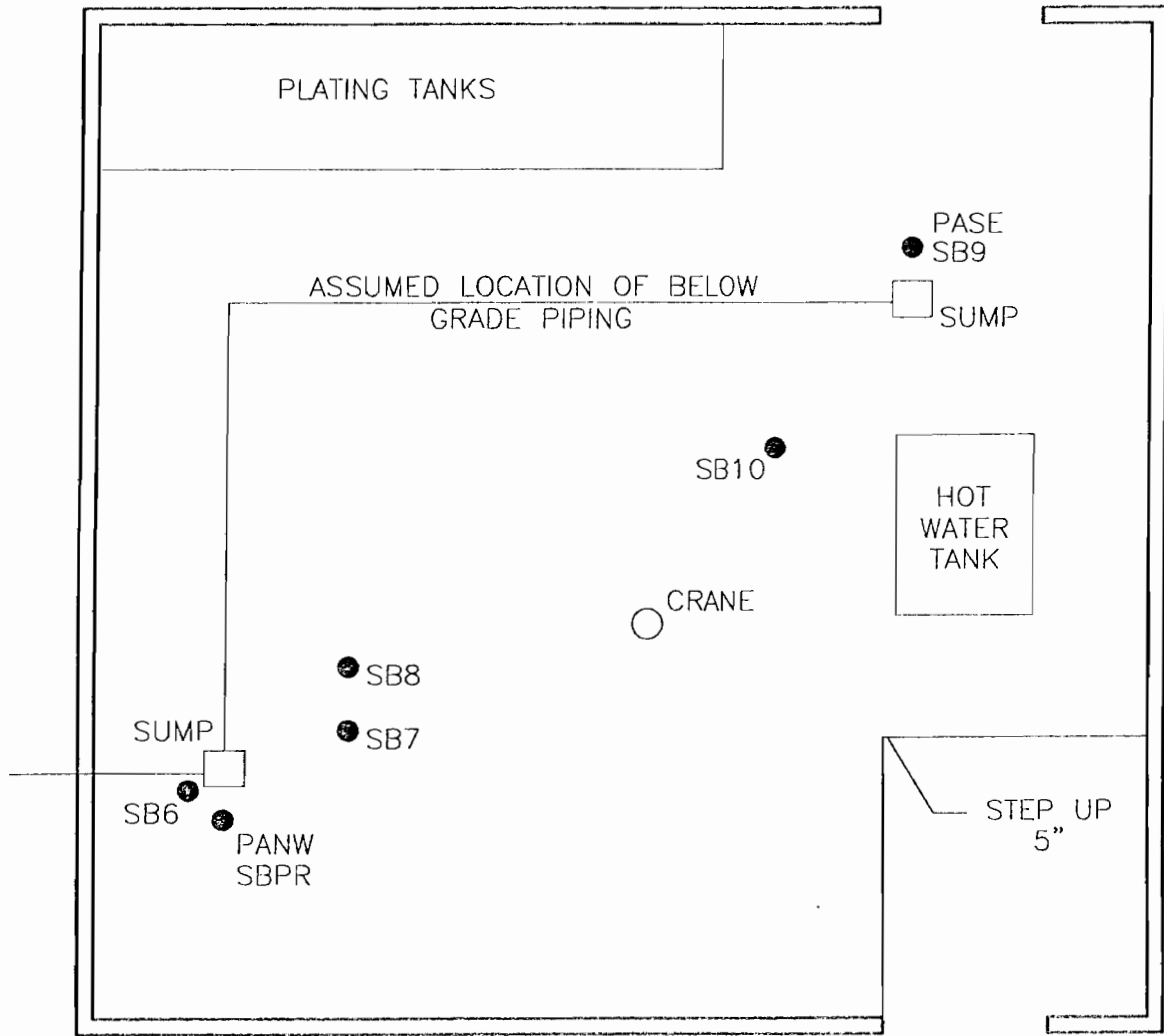 PLATING TANKS
PASE
SB9
ASSUMED LOCATION OF BELOW
GRADE PIPING
SUMP
SB10
HOT
WATER
TANK
CRANE
SB8
SUMP
SB7
SB6
STEP UP
5"
PANW
SBPR